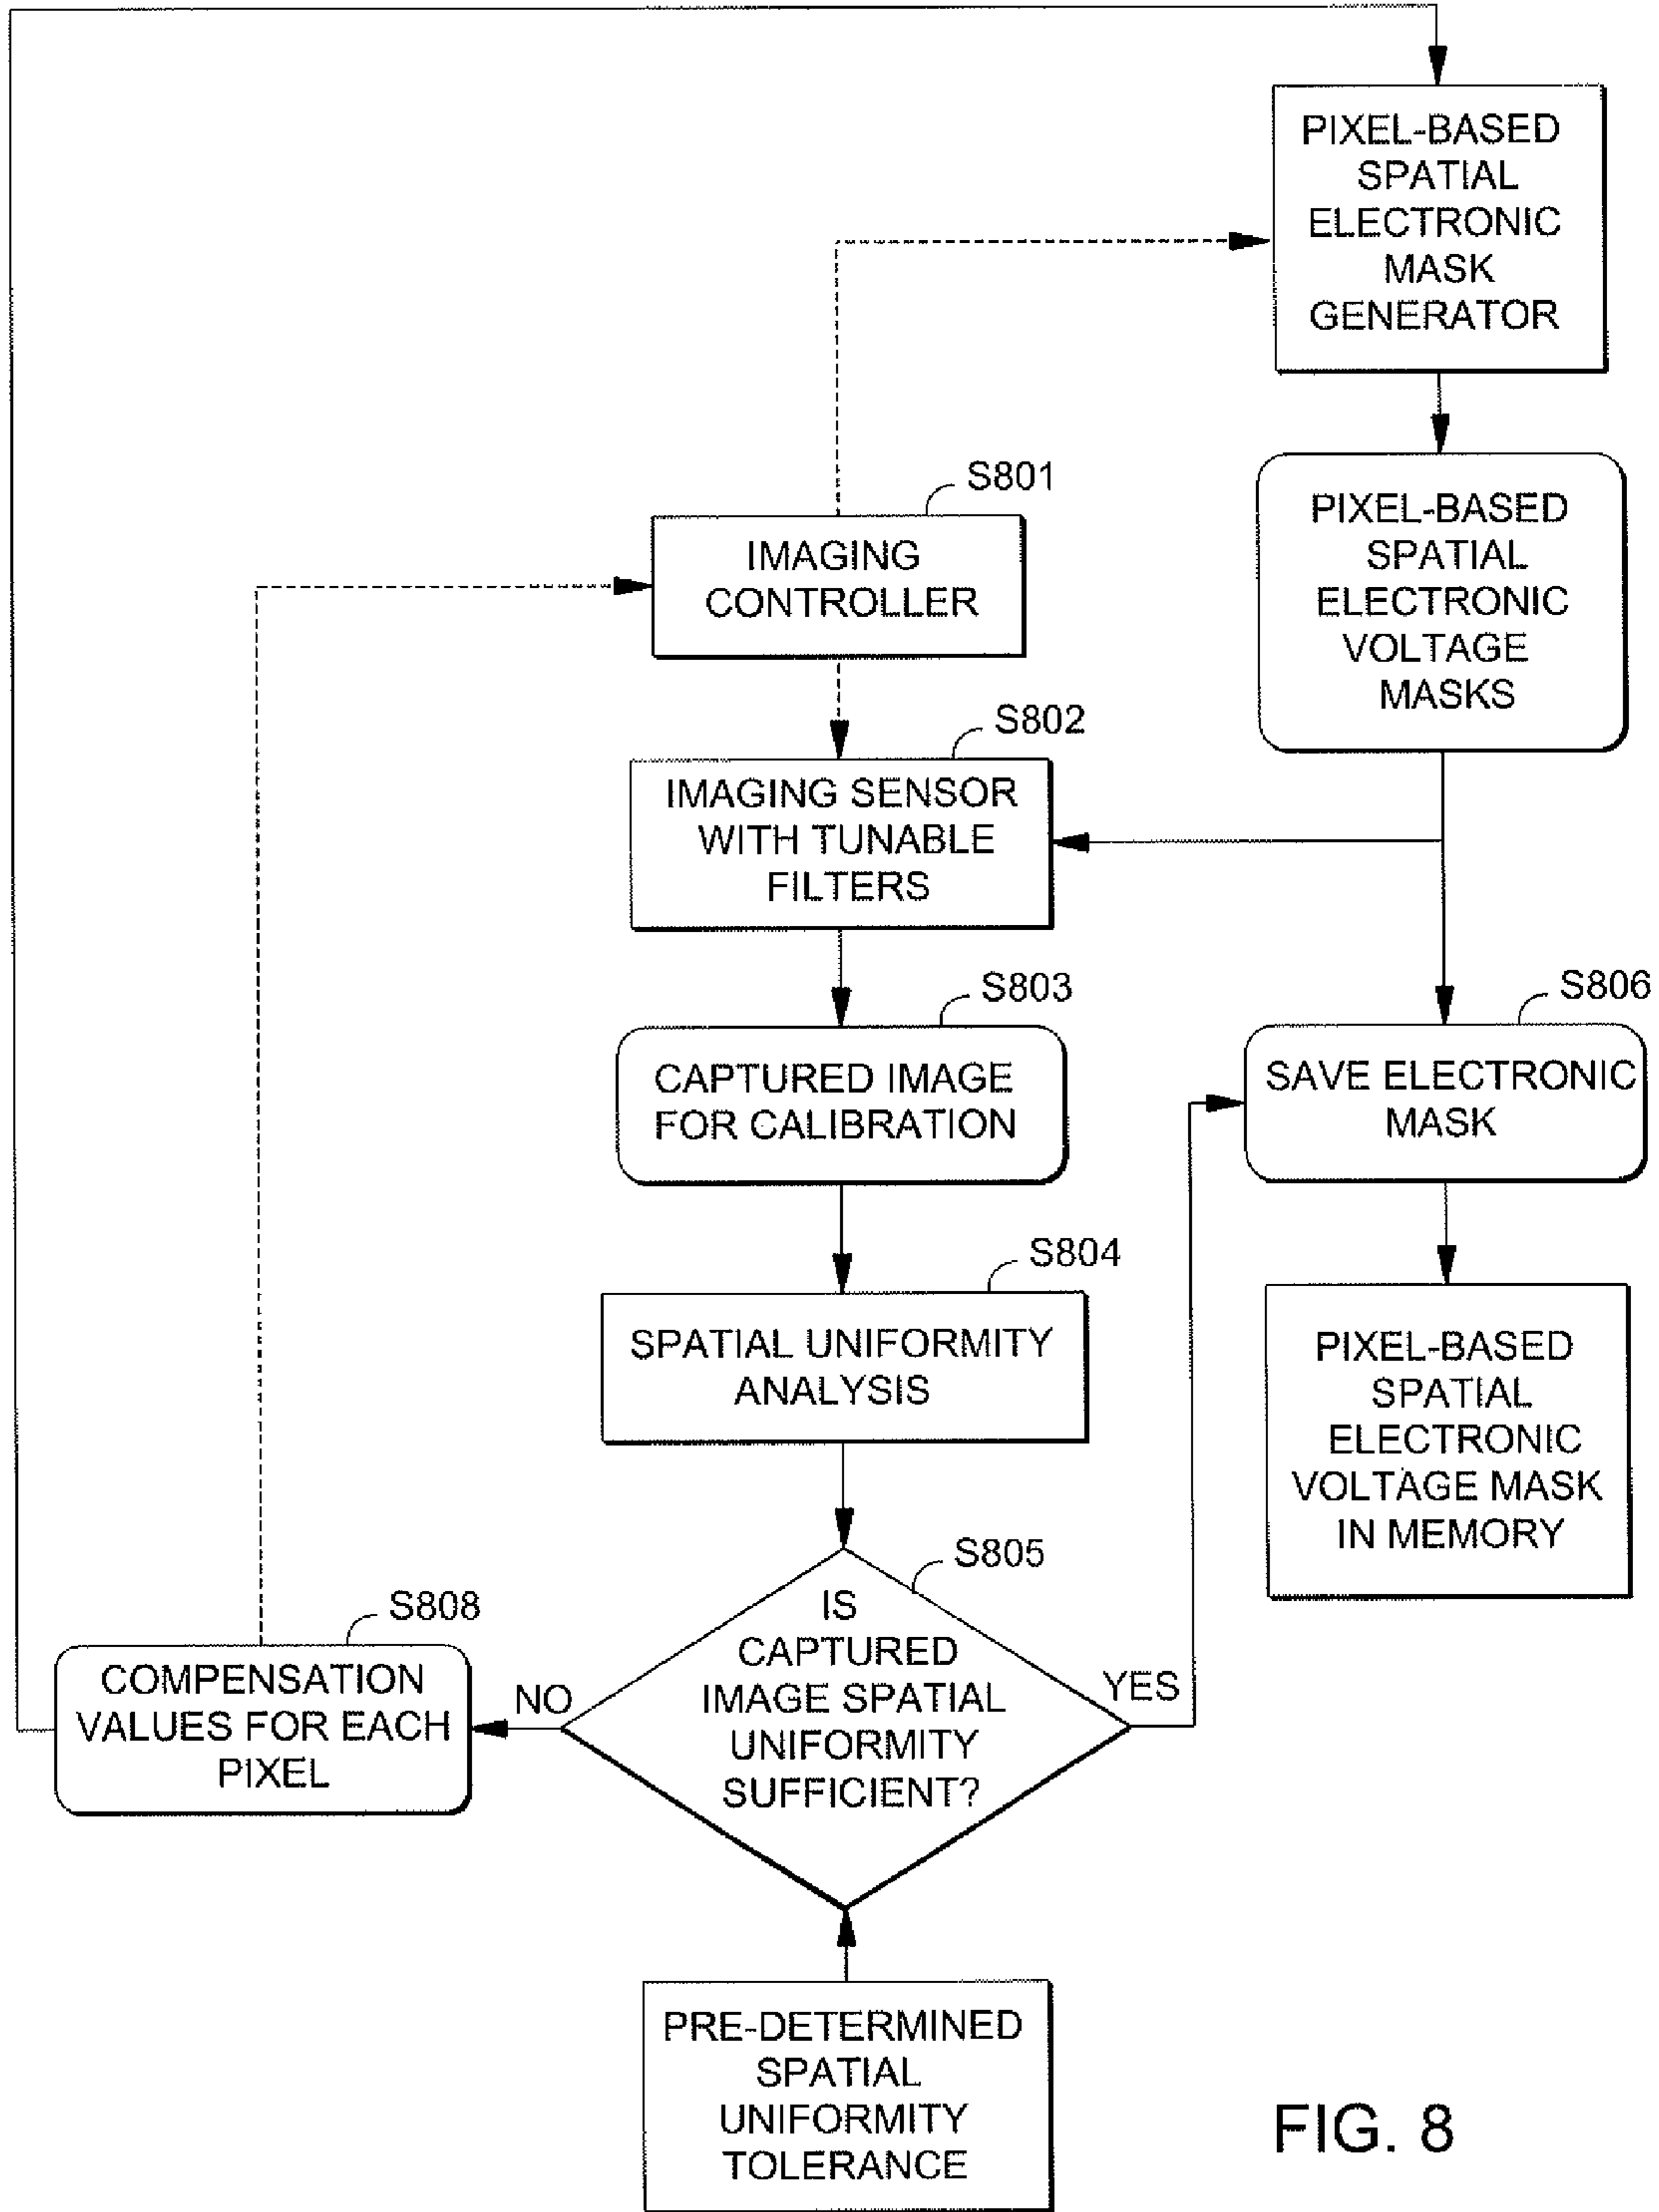 PIXEL-BASED
SPATIAL
ELECTRONIC
MASK
GENERATOR
S801
IMAGING
CONTROLLER
PIXEL-BASED
SPATIAL
ELECTRONIC
VOLTAGE
MASKS
S802
IMAGING SENSOR
WITH TUNABLE
FILTERS
S803
CAPTURED IMAGE
FOR CALIBRATION
S806
SAVE ELECTRONIC
MASK
S804
SPATIAL UNIFORMITY
ANALYSIS
PIXEL-BASED
SPATIAL
ELECTRONIC
VOLTAGE MASK
IN MEMORY
S805
IS
CAPTURED
IMAGE SPATIAL
UNIFORMITY
SUFFICIENT?
YES
NO
S808
COMPENSATION
VALUES FOR EACH
PIXEL
PRE-DETERMINED
SPATIAL
UNIFORMITY
TOLERANCE
FIG. 8